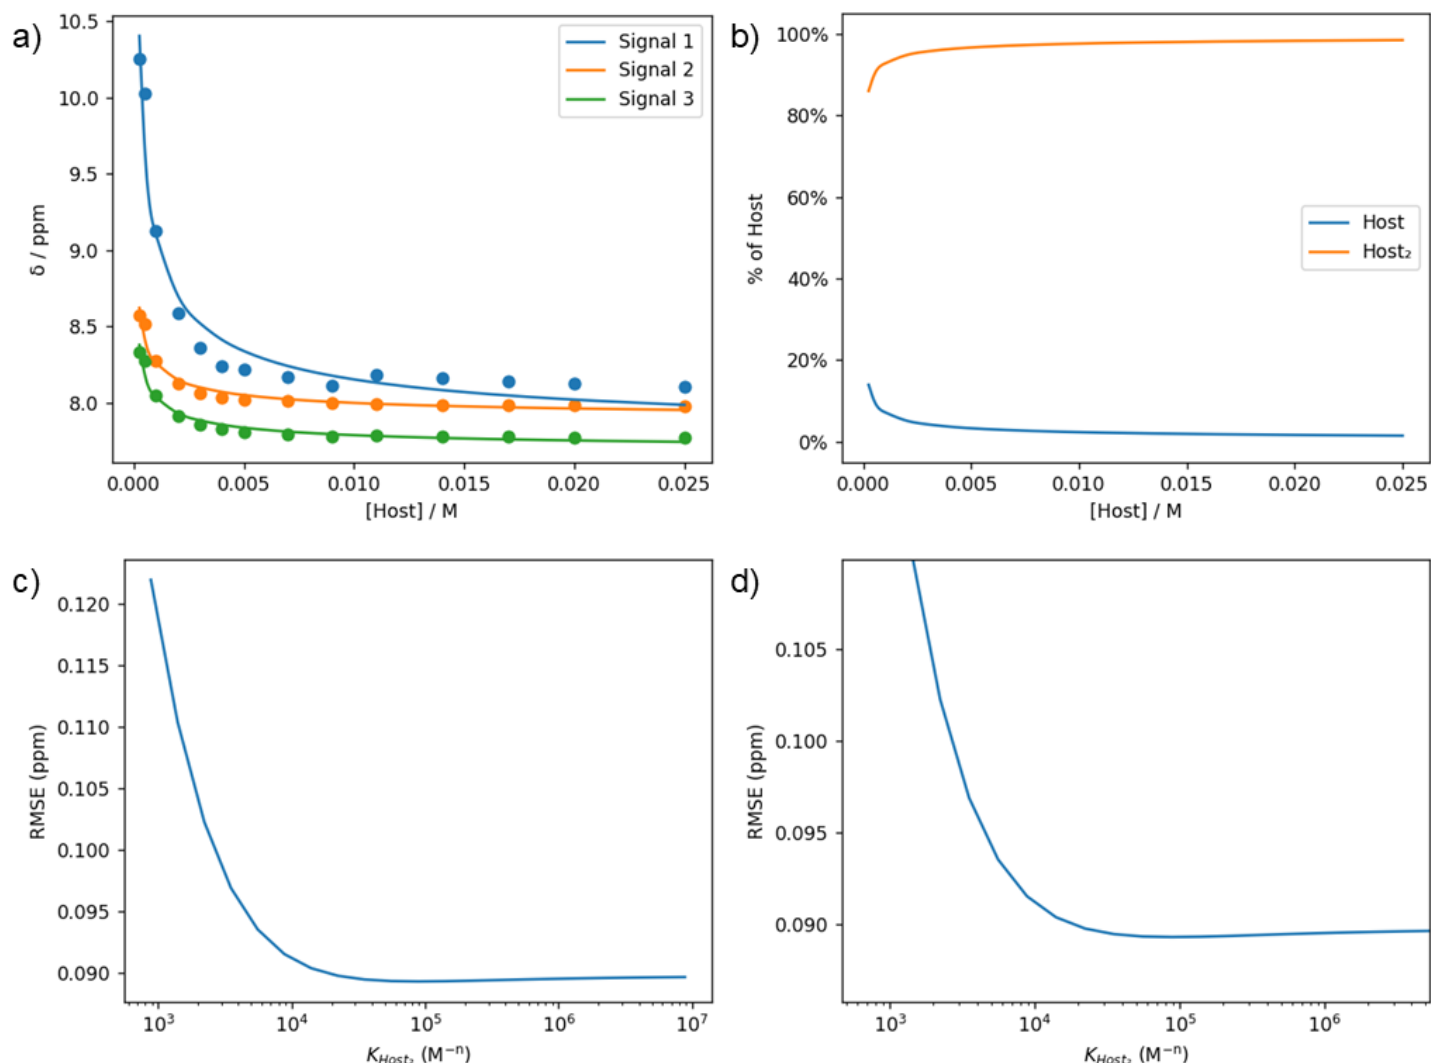 a)
10.5
10.0
9.5
9.0
8.5
8.0
δ / ppm
Signal 1
Signal 2
Signal 3
0.000 0.005 0.010 0.015 0.020 0.025
[Host] / M
b)
100%
80%
60%
40%
20%
0%
% of Host
Host
Host₂
0.000 0.005 0.010 0.015 0.020 0.025
[Host] / M
c)
0.120
0.115
0.110
0.105
0.100
0.095
0.090
RMSE (ppm)
10³ 10⁴ 10⁵ 10⁶ 10⁷
K_Host₂ (M⁻ⁿ)
d)
0.105
0.100
0.095
0.090
RMSE (ppm)
10³ 10⁴ 10⁵ 10⁶
K_Host₂ (M⁻ⁿ)